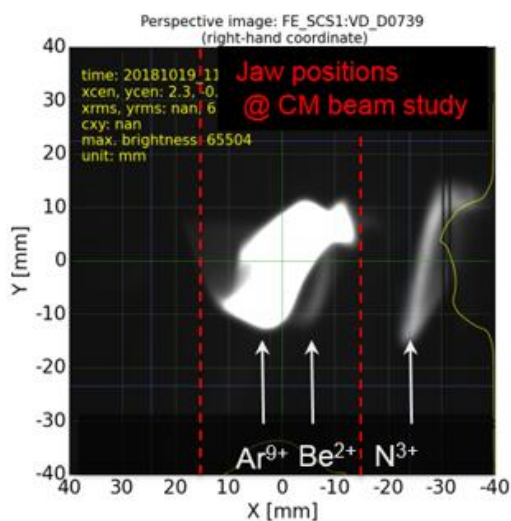 Perspective image: FE_SCS1:VD_D0739
(right-hand coordinate)
40
30
20
10
0
-10
-20
-30
-40
Y [mm]
time: 20181019_11
xcen, ycen: 2.3, -0.
xrms, yrms: nan, 6
cxy: nan
max. brightness: 65504
unit: mm
Jaw positions
@ CM beam study
Ar9+ Be2+ N3+
40 30 20 10 0 -10 -20 -30 -40
X [mm]